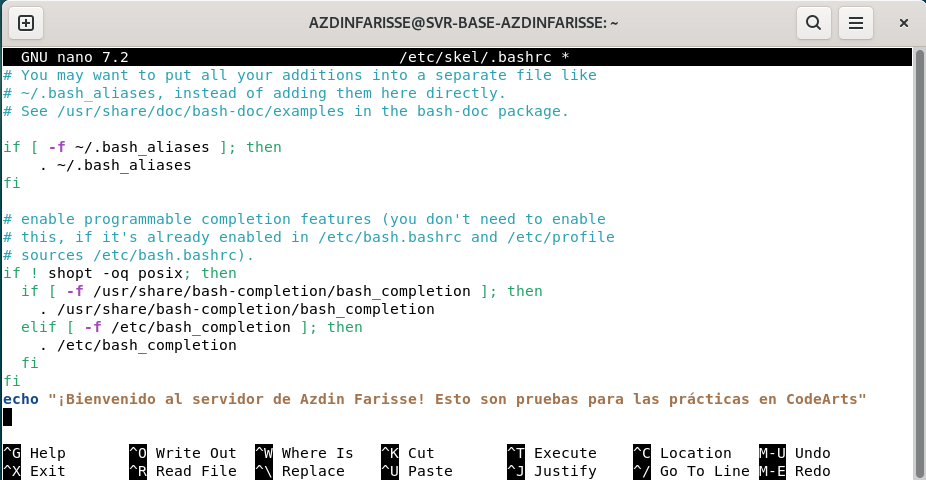 AZDINFARISSE@SVR-BASE-AZDINFARISSE: ~
GNU nano 7.2 /etc/skel/.bashrc *
# You may want to put all your additions into a separate file like
# ~/.bash_aliases, instead of adding them here directly.
# See /usr/share/doc/bash-doc/examples in the bash-doc package.

if [ -f ~/.bash_aliases ]; then
    . ~/.bash_aliases
fi

# enable programmable completion features (you don't need to enable
# this, if it's already enabled in /etc/bash.bashrc and /etc/profile
# sources /etc/bash.bashrc).
if ! shopt -oq posix; then
  if [ -f /usr/share/bash-completion/bash_completion ]; then
    . /usr/share/bash-completion/bash_completion
  elif [ -f /etc/bash_completion ]; then
    . /etc/bash_completion
  fi
fi
echo "¡Bienvenido al servidor de Azdin Farisse! Esto son pruebas para las prácticas en CodeArts"
^G Help ^O Write Out ^W Where Is ^K Cut ^T Execute ^C Location M-U Undo
^X Exit ^R Read File ^\ Replace ^U Paste ^J Justify ^/ Go To Line M-E Redo